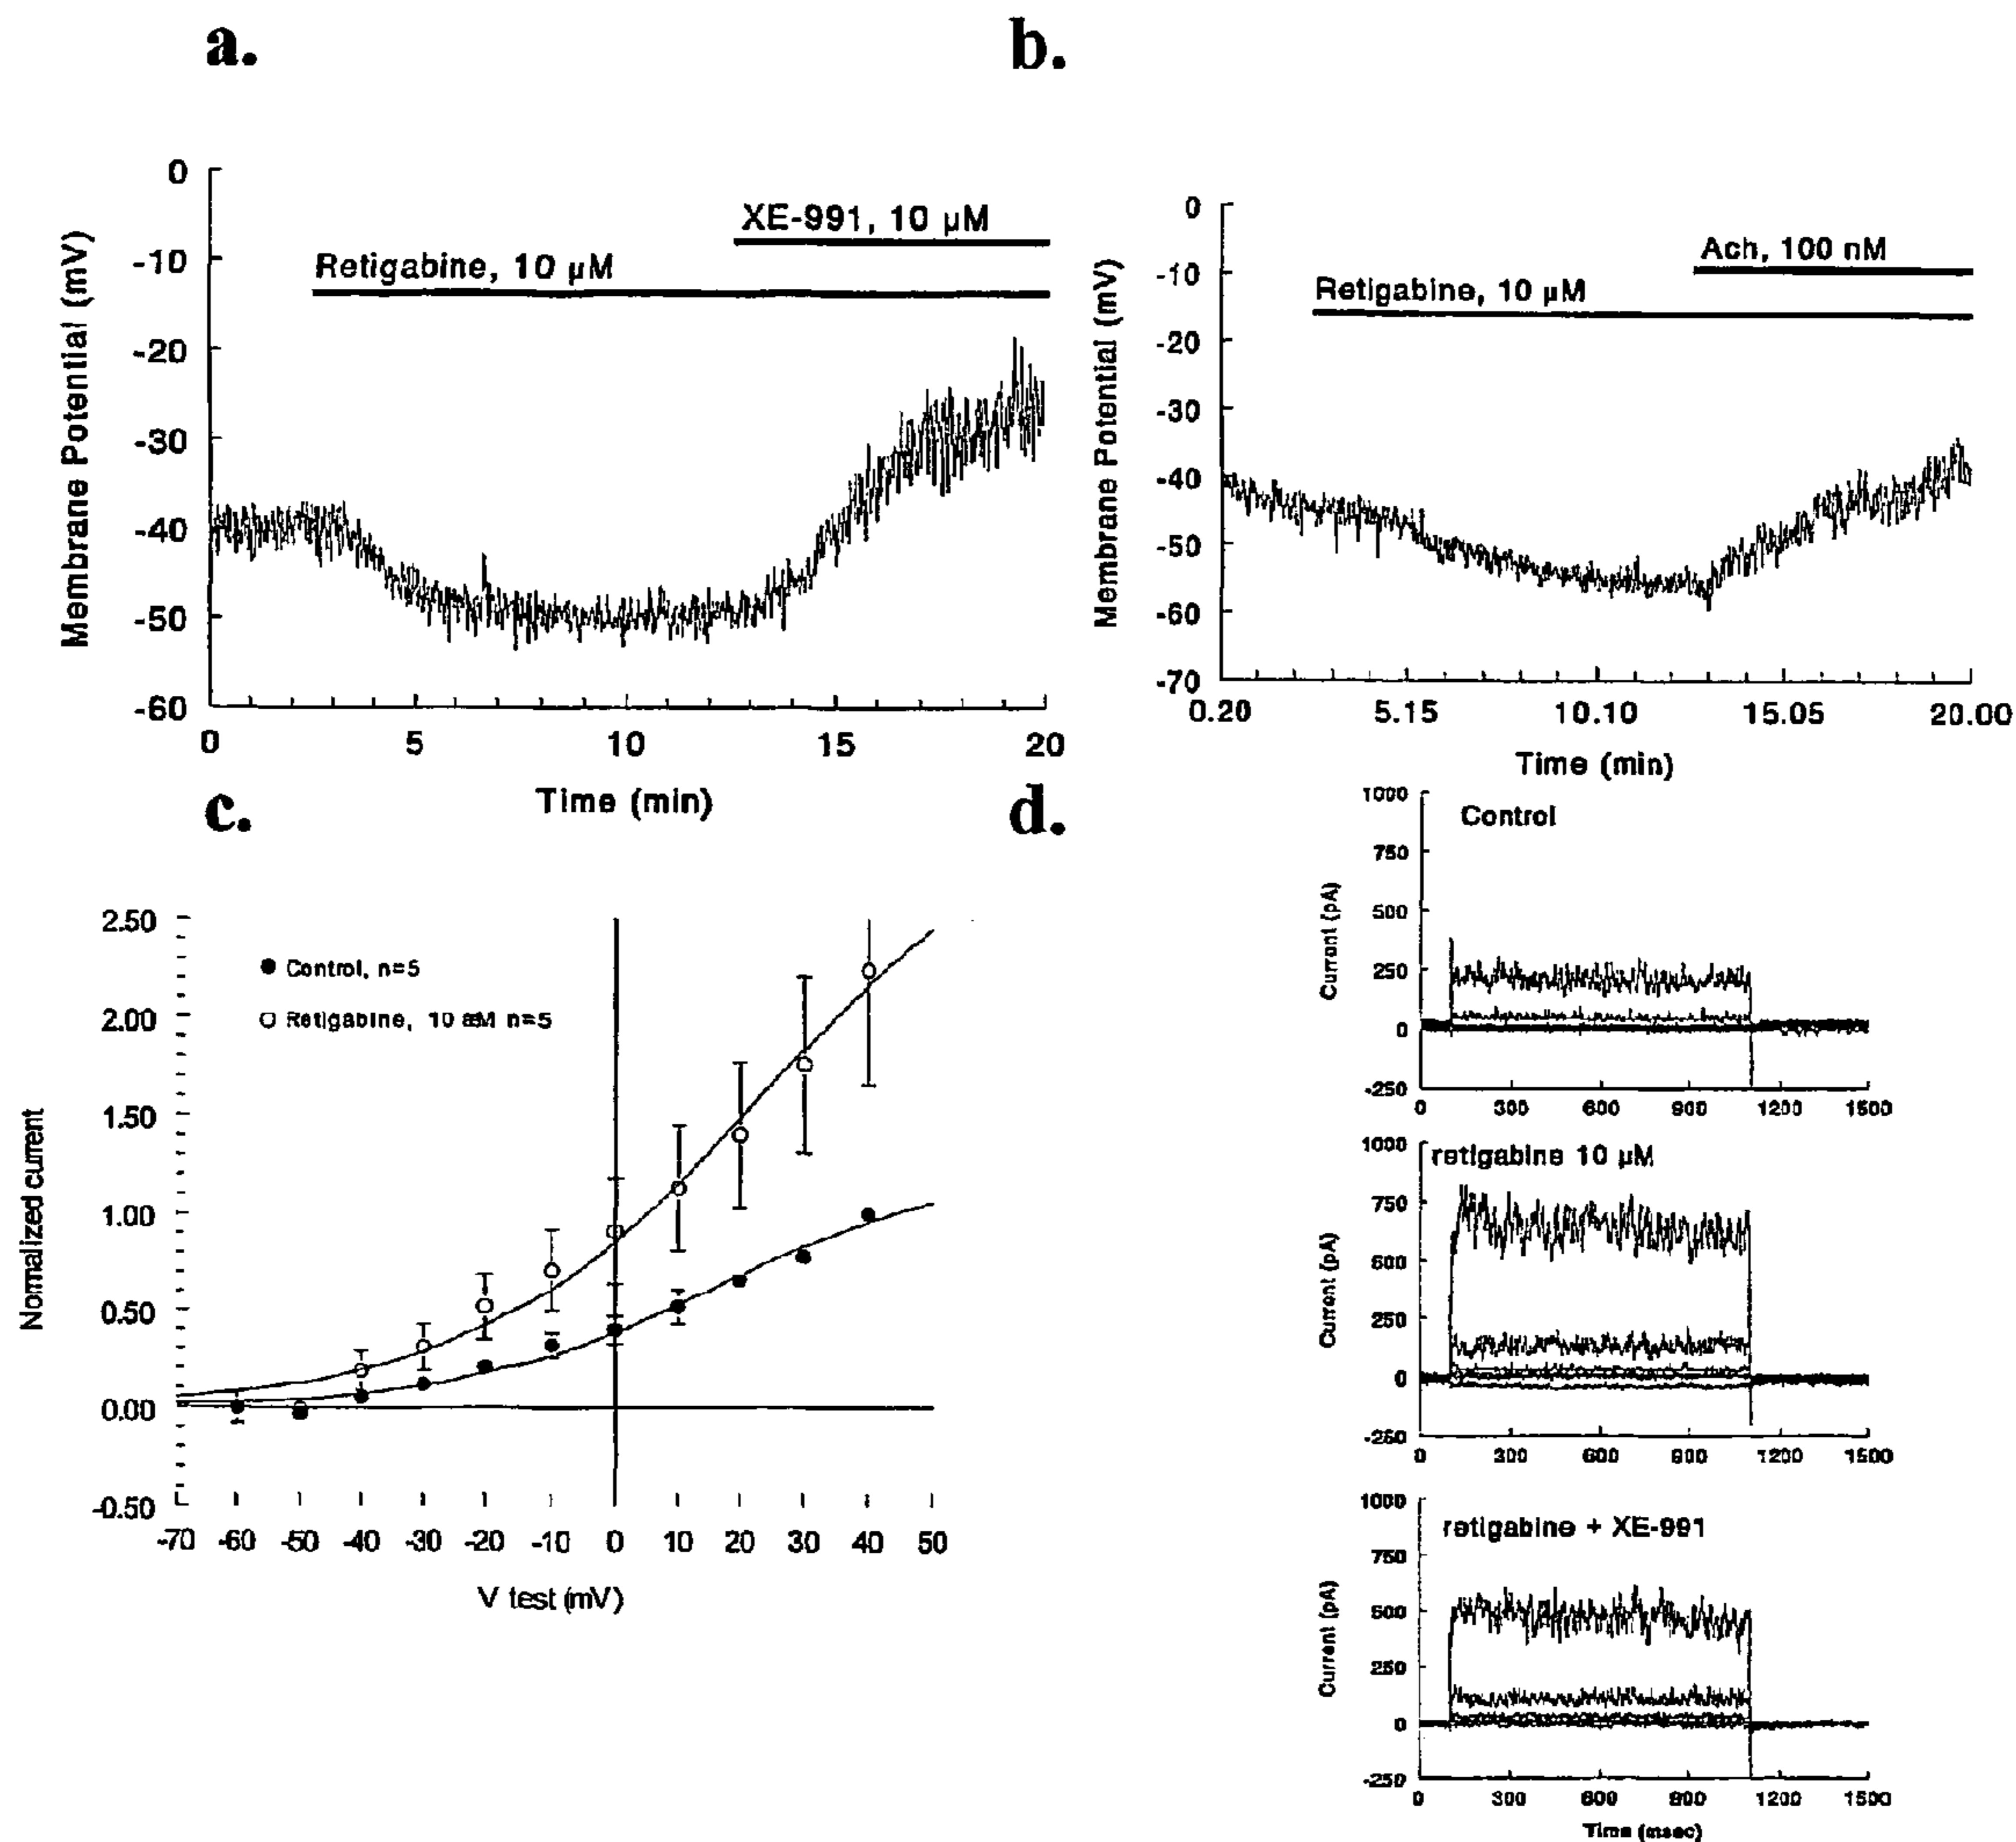 a.
0
-10
-20
-30
-40
-50
-60
Membrane Potential (mV)
XE-991, 10 µM
Retigabine, 10 µM
0 5 10 15 20
Time (min)
b.
0
-10
-20
-30
-40
-50
-60
-70
Membrane Potential (mV)
Ach, 100 nM
Retigabine, 10 µM
0.20 5.15 10.10 15.05 20.00
Time (min)
c.
2.50
2.00
1.50
1.00
0.50
0.00
-0.50
Normalized current
Control, n=5
Retigabine, 10 n=5
-70 -60 -50 -40 -30 -20 -10 0 10 20 30 40 50
V test (mV)
d.
1000
750
500
250
0
-250
Current (pA)
Control
0 300 600 900 1200 1500
1000
750
500
250
0
-250
Current (pA)
retigabine 10 µM
0 300 600 900 1200 1500
1000
750
500
250
0
-250
Current (pA)
retigabine + XE-991
0 300 600 900 1200 1500
Time (msec)